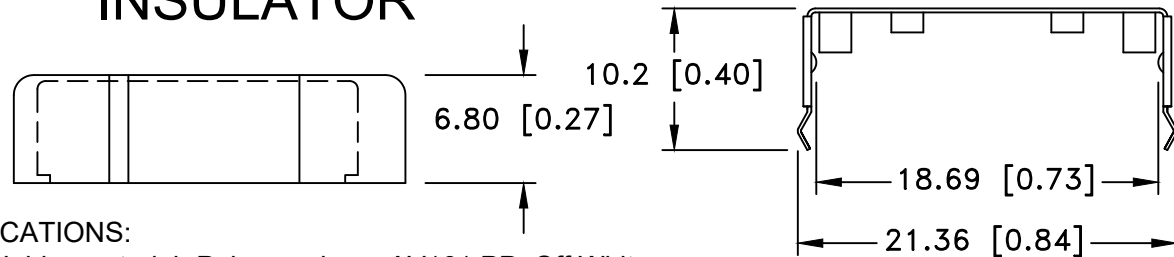 INSULATOR
10.2 [0.40]
6.80 [0.27]
18.69 [0.73]
21.36 [0.84]
CATIONS: